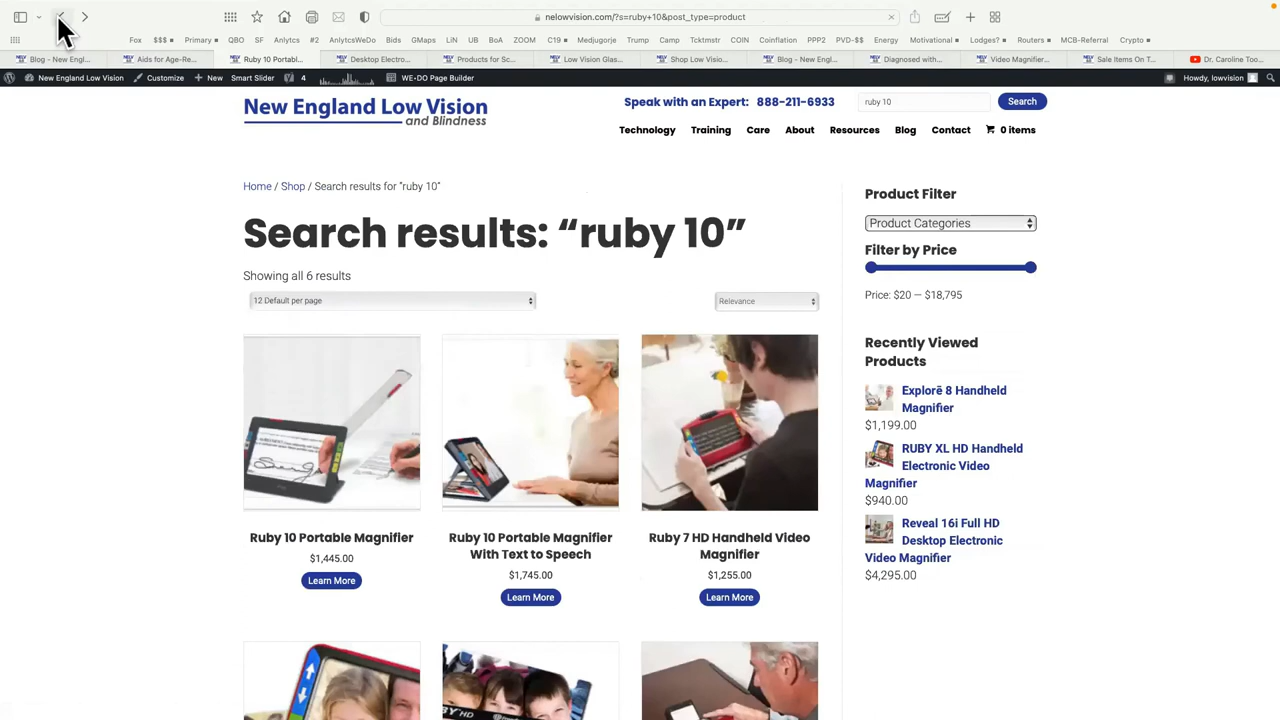 nelowvision.com/?s=ruby+10&post_type=product
Fox $$$ Primary QBO SF Anlytcs #2 AnlytcsWeDo Bids GMaps LiN UB BoA ZOOM C19 Medjugorje Trump Camp Tcktmstr COIN Coinflation PPP2 PVD-$$ Energy Motivational Lodges? Routers MCB-Referral Crypto
Blog - New Engl... Aids for Age-Re... Ruby 10 Portabl... Desktop Electro... Products for Sc... Low Vision Glas... Shop Low Visio... Blog - New Engl... Diagnosed with... Video Magnifier... Sale Items On T... Dr. Caroline Too...
New England Low Vision Customize 4 New Smart Slider WE-DO Page Builder Howdy, lowvision
New England Low Vision
and Blindness
Speak with an Expert: 888-211-6933
ruby 10
Search
Technology Training Care About Resources Blog Contact 0 items
Home / Shop / Search results for "ruby 10"
Search results: “ruby 10”
Showing all 6 results
12 Default per page
Relevance
Ruby 10 Portable Magnifier
$1,445.00
Learn More
Ruby 10 Portable Magnifier
With Text to Speech
$1,745.00
Learn More
Ruby 7 HD Handheld Video
Magnifier
$1,255.00
Learn More
Product Filter
Product Categories
Filter by Price
Price: $20 — $18,795
Recently Viewed
Products
Explorē 8 Handheld
Magnifier
$1,199.00
RUBY XL HD Handheld
Electronic Video
Magnifier
$940.00
Reveal 16i Full HD
Desktop Electronic
Video Magnifier
$4,295.00